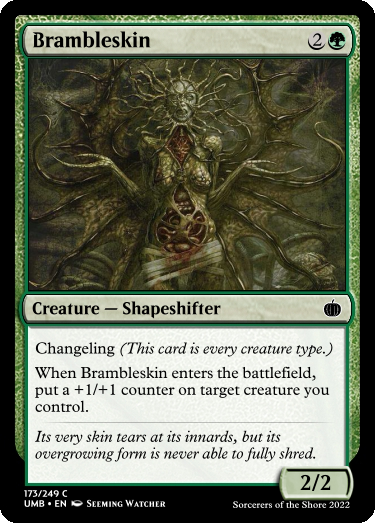 Brambleskin 2
Creature — Shapeshifter
Changeling (This card is every creature type.)
When Brambleskin enters the battlefield,
put a +1/+1 counter on target creature you
control.
Its very skin tears at its innards, but its
overgrowing form is never able to fully shred.
2/2
173/249 C
UMB • EN Seeming Watcher Sorcerers of the Shore 2022